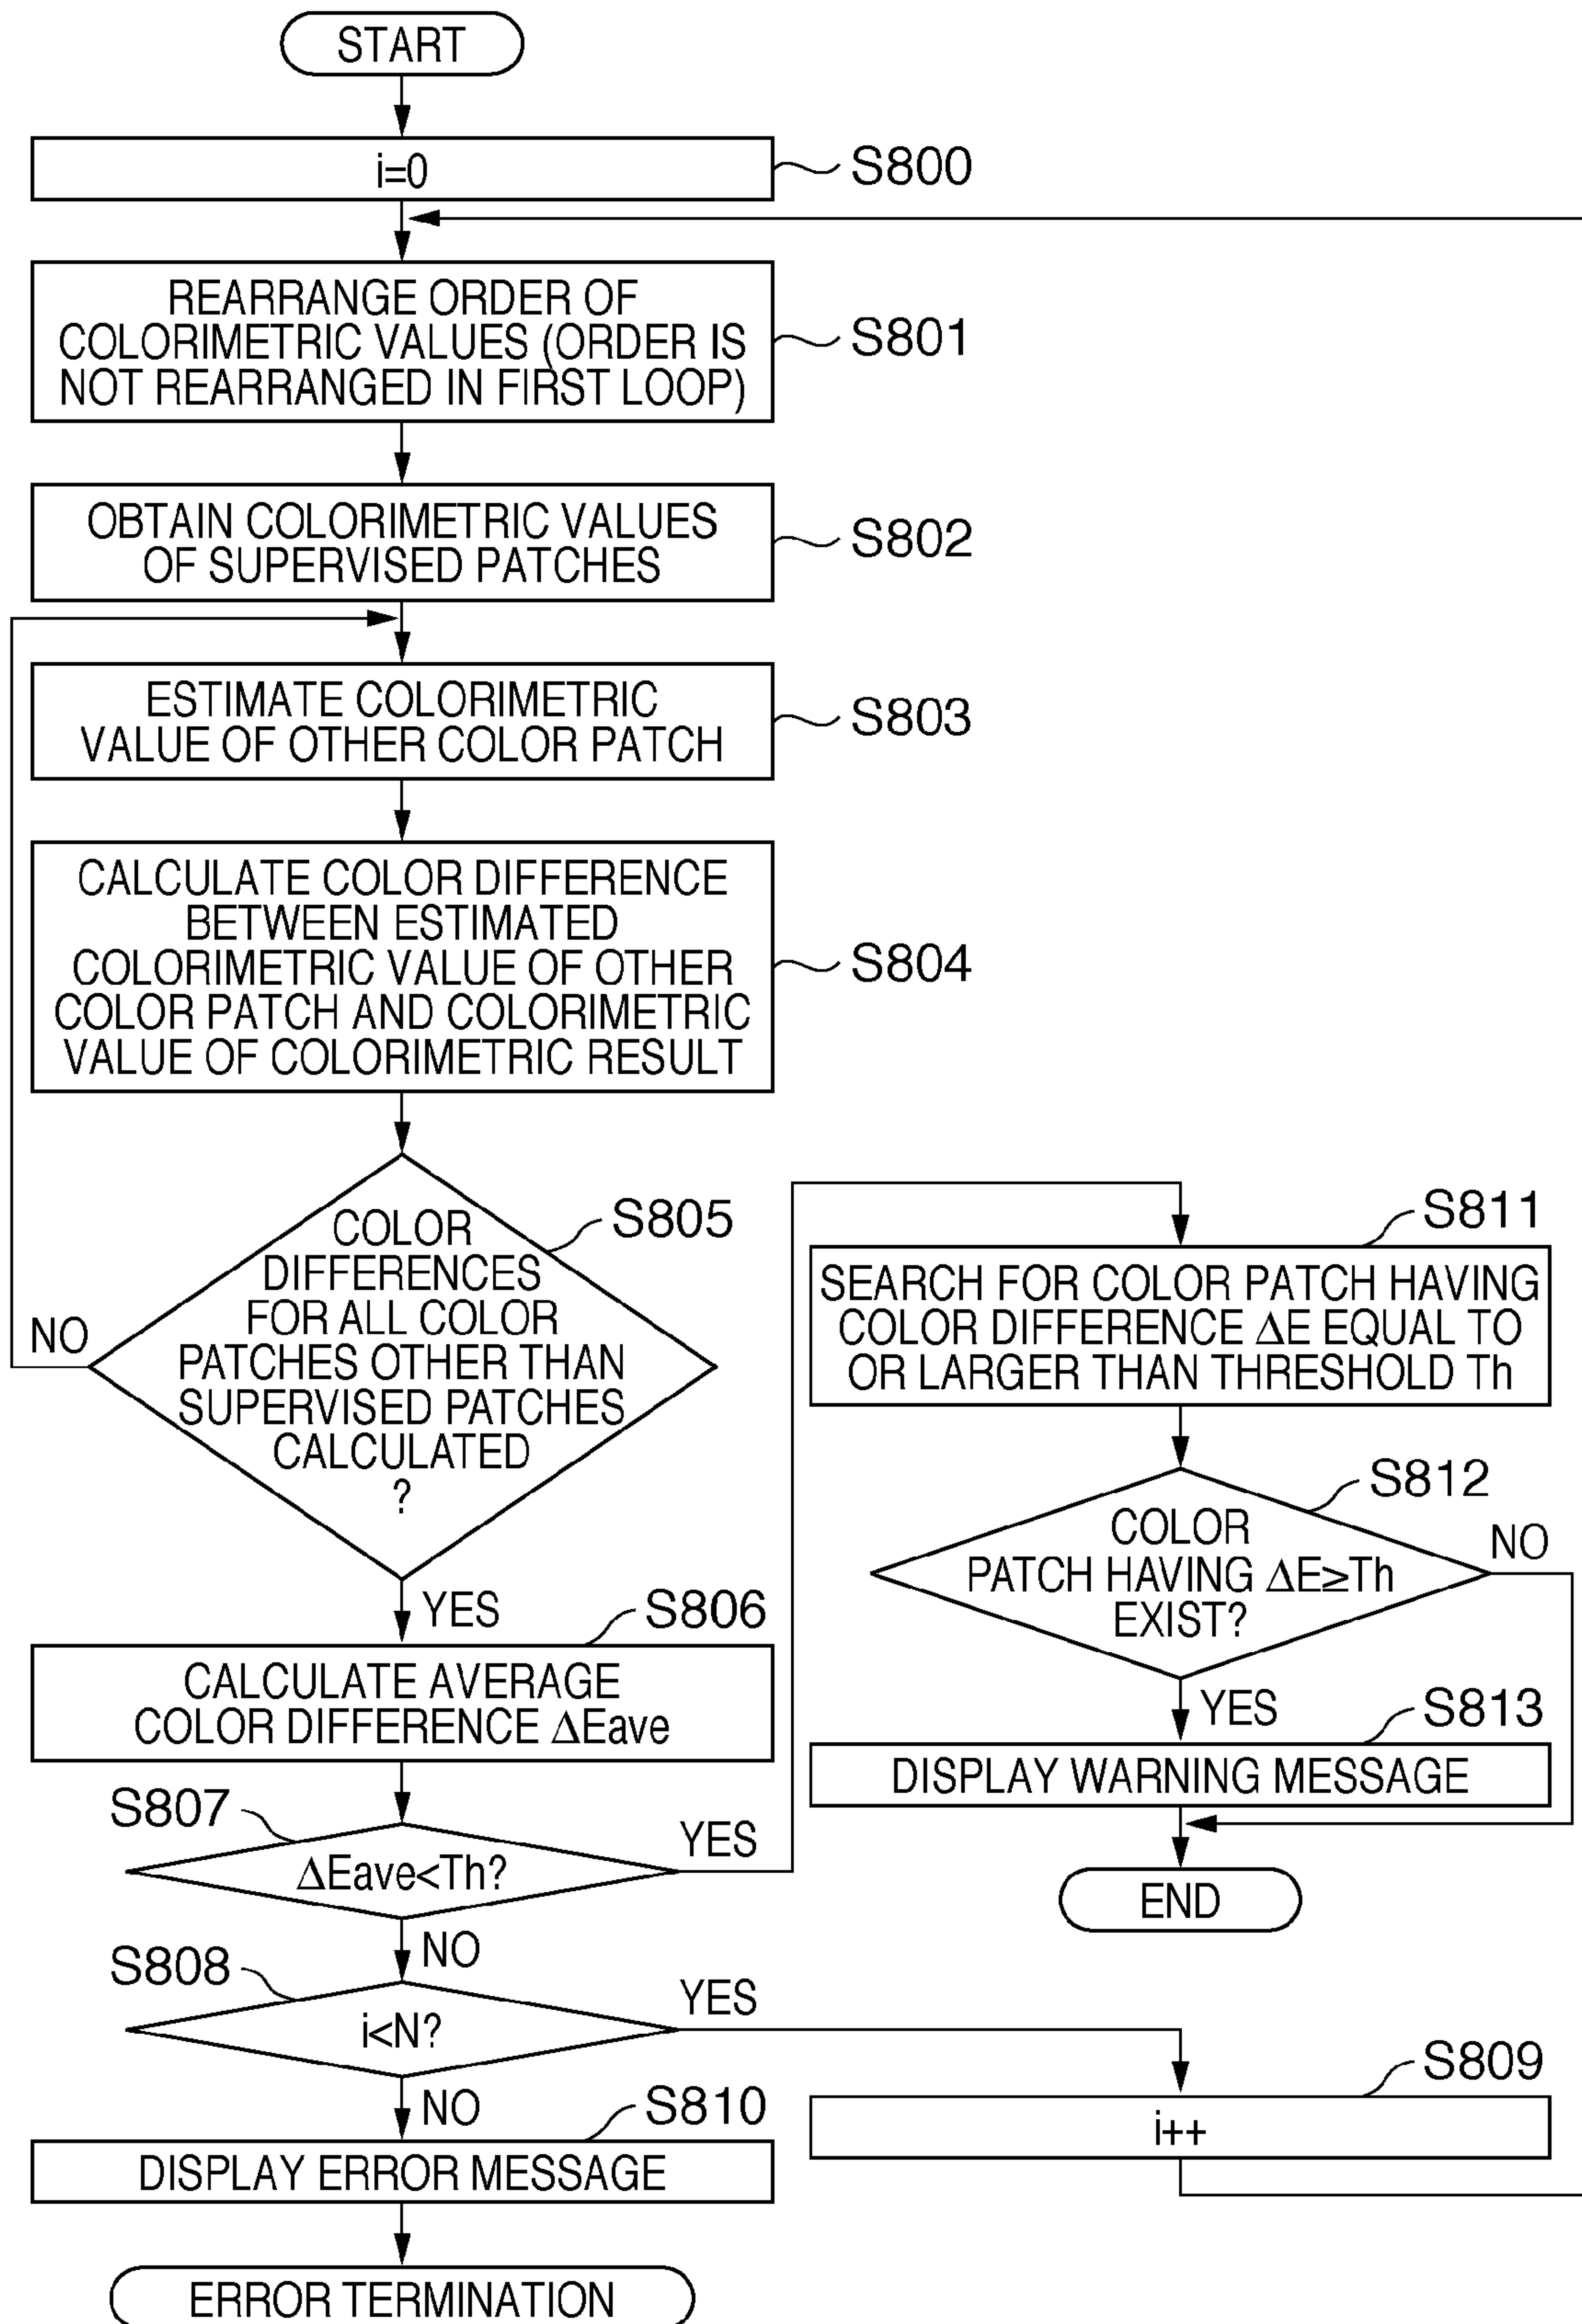 START
i=0
S800
REARRANGE ORDER OF
COLORIMETRIC VALUES (ORDER IS
NOT REARRANGED IN FIRST LOOP)
S801
OBTAIN COLORIMETRIC VALUES
OF SUPERVISED PATCHES
S802
ESTIMATE COLORIMETRIC
VALUE OF OTHER COLOR PATCH
S803
CALCULATE COLOR DIFFERENCE
BETWEEN ESTIMATED
COLORIMETRIC VALUE OF OTHER
COLOR PATCH AND COLORIMETRIC
VALUE OF COLORIMETRIC RESULT
S804
S805
COLOR
DIFFERENCES
FOR ALL COLOR
PATCHES OTHER THAN
SUPERVISED PATCHES
CALCULATED
?
NO
YES
S806
CALCULATE AVERAGE
COLOR DIFFERENCE ΔEave
S807
ΔEave<Th?
YES
NO
S808
i<N?
YES
NO
S810
DISPLAY ERROR MESSAGE
ERROR TERMINATION
S811
SEARCH FOR COLOR PATCH HAVING
COLOR DIFFERENCE ΔE EQUAL TO
OR LARGER THAN THRESHOLD Th
S812
COLOR
PATCH HAVING ΔE≥Th
EXIST?
NO
YES
S813
DISPLAY WARNING MESSAGE
END
S809
i++